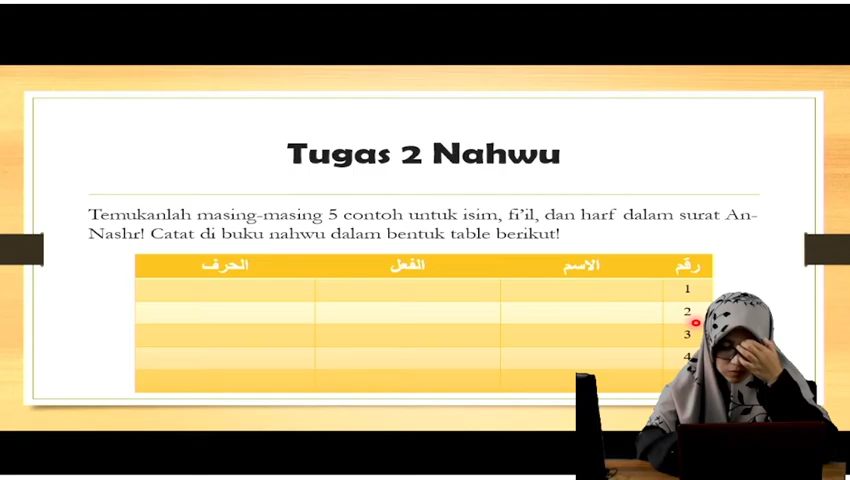 Tugas 2 Nahwu
Temukanlah masing-masing 5 contoh untuk isim, fi’il, dan harf dalam surat An-
Nashr! Catat di buku nahwu dalam bentuk table berikut!
رقم الاسم الفعل الحرف
1
2
3
4